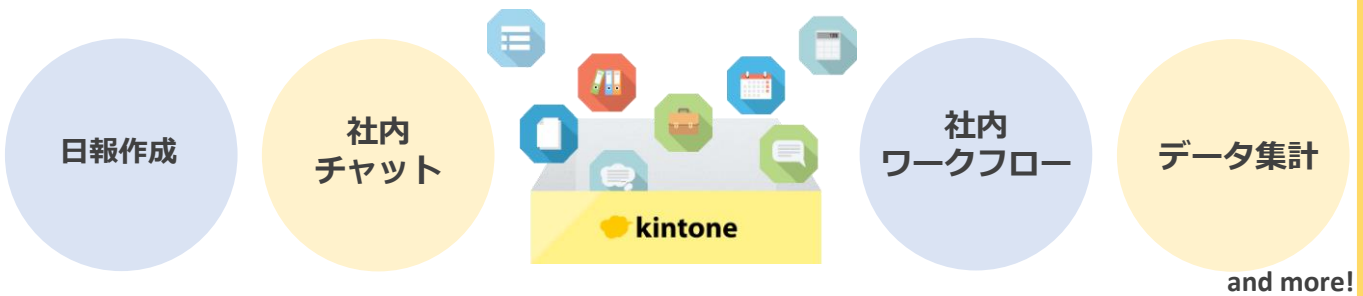 日報作成
社内
チャット
kintone
社内
ワークフロー
データ集計
and more!